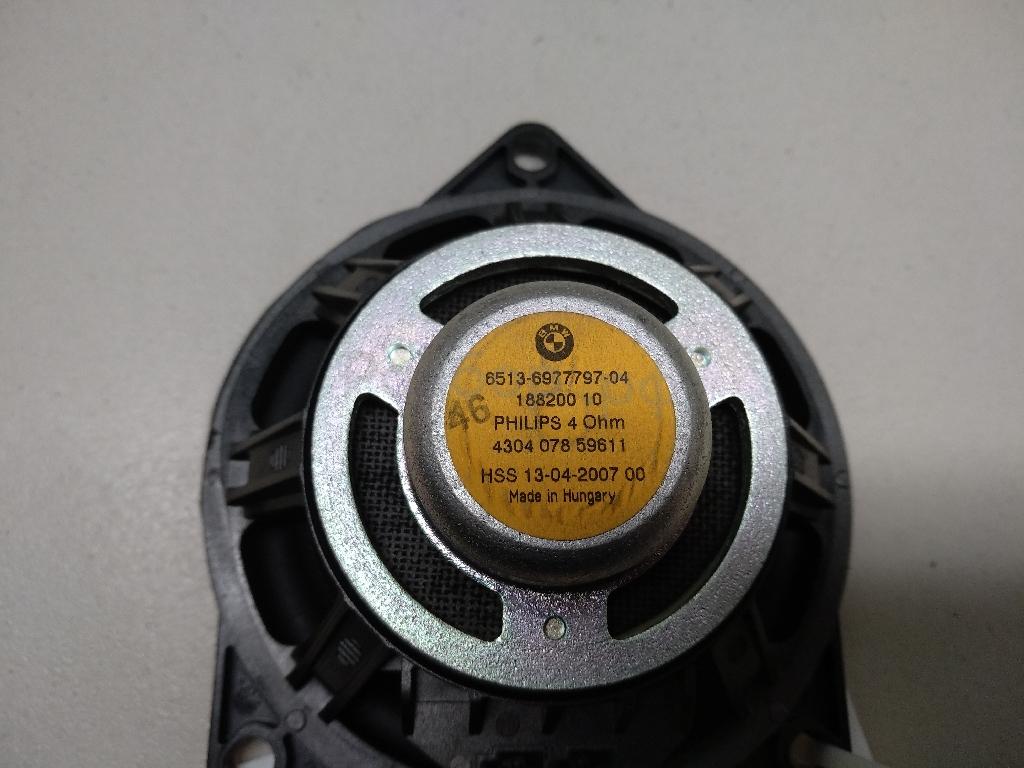 BMW
6513-6977797-04
188200 10
46
PHILIPS 4 Ohm
4304 078 59611
HSS 13-04-2007 00
Made in Hungary